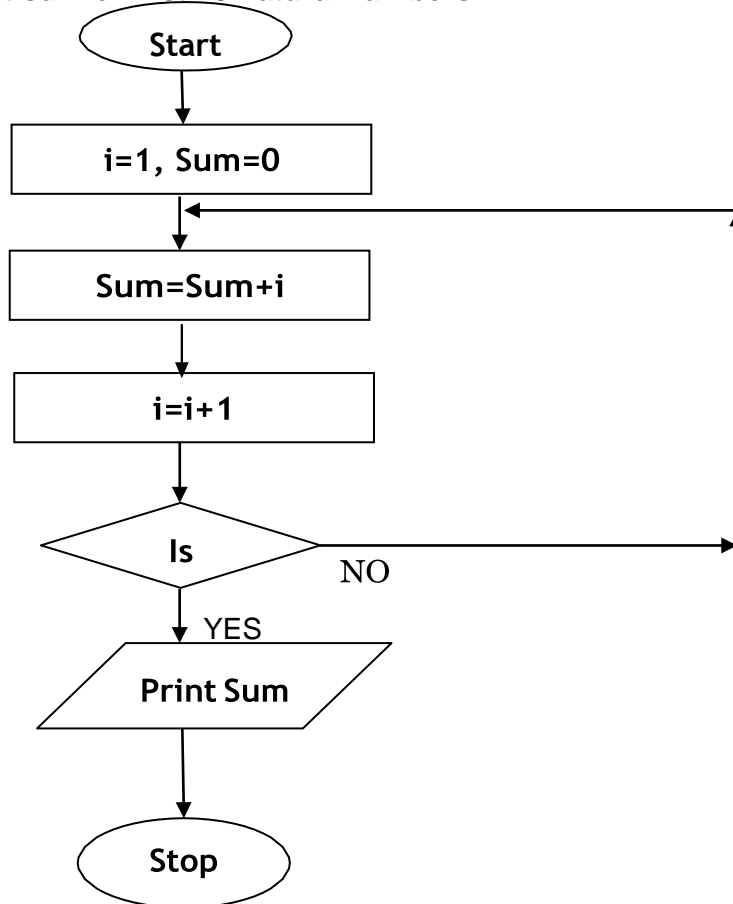 Start
i=1, Sum=0
Sum=Sum+i
i=i+1
Is
NO
YES
Print Sum
Stop